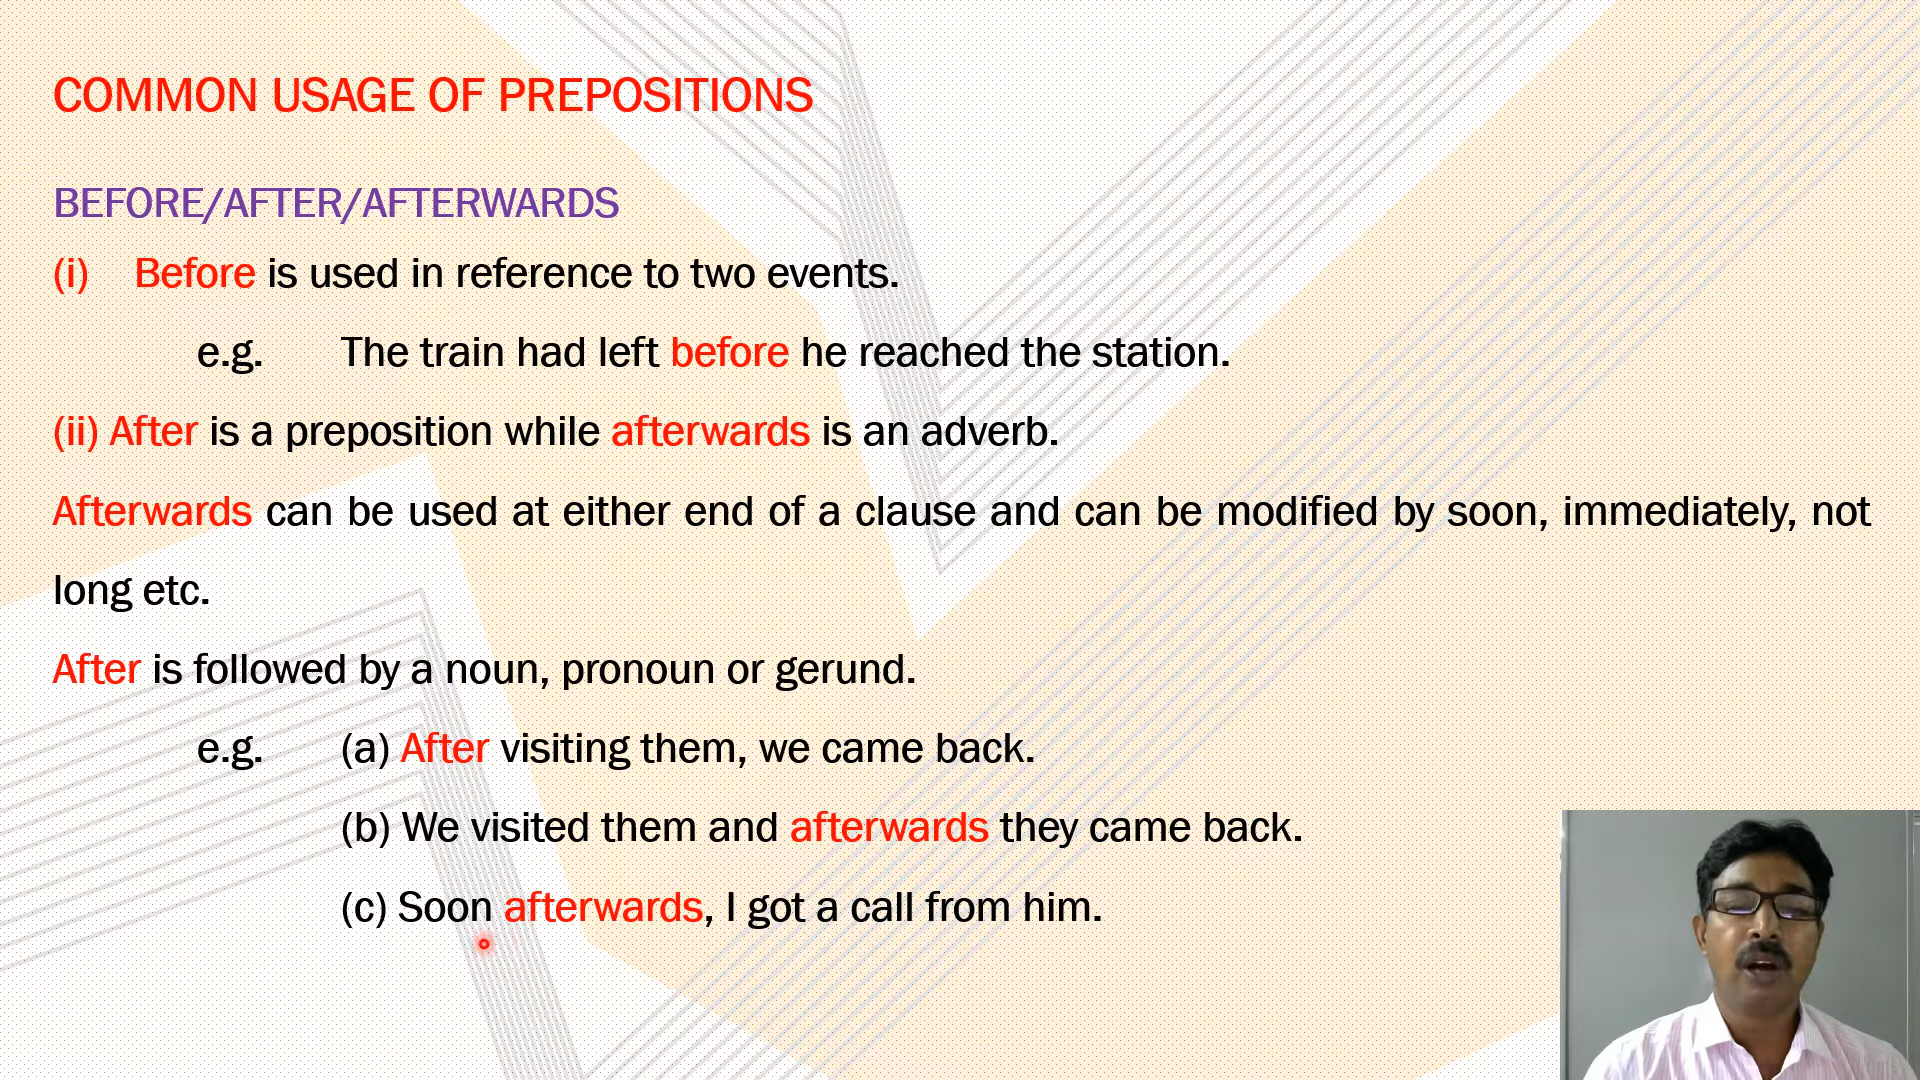 COMMON USAGE OF PREPOSITIONS
BEFORE/AFTER/AFTERWARDS
(i) Before is used in reference to two events.
e.g. The train had left before he reached the station.
(ii) After is a preposition while afterwards is an adverb.
Afterwards can be used at either end of a clause and can be modified by soon, immediately, not
long etc.
After is followed by a noun, pronoun or gerund.
e.g. (a) After visiting them, we came back.
(b) We visited them and afterwards they came back.
(c) Soon afterwards, I got a call from him.